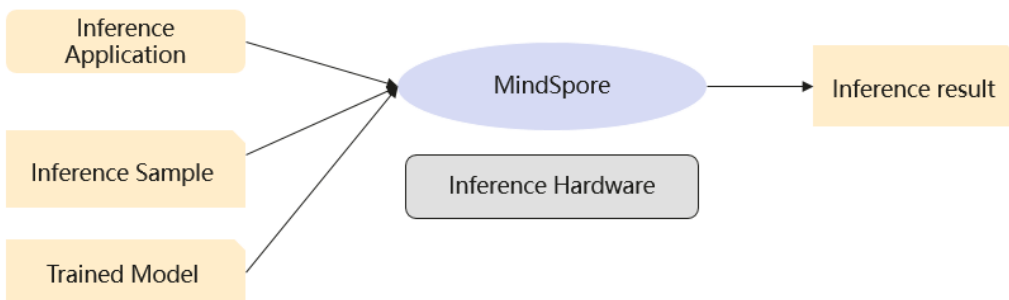 Inference
Application
MindSpore
Inference result
Inference Sample
Inference Hardware
Trained Model